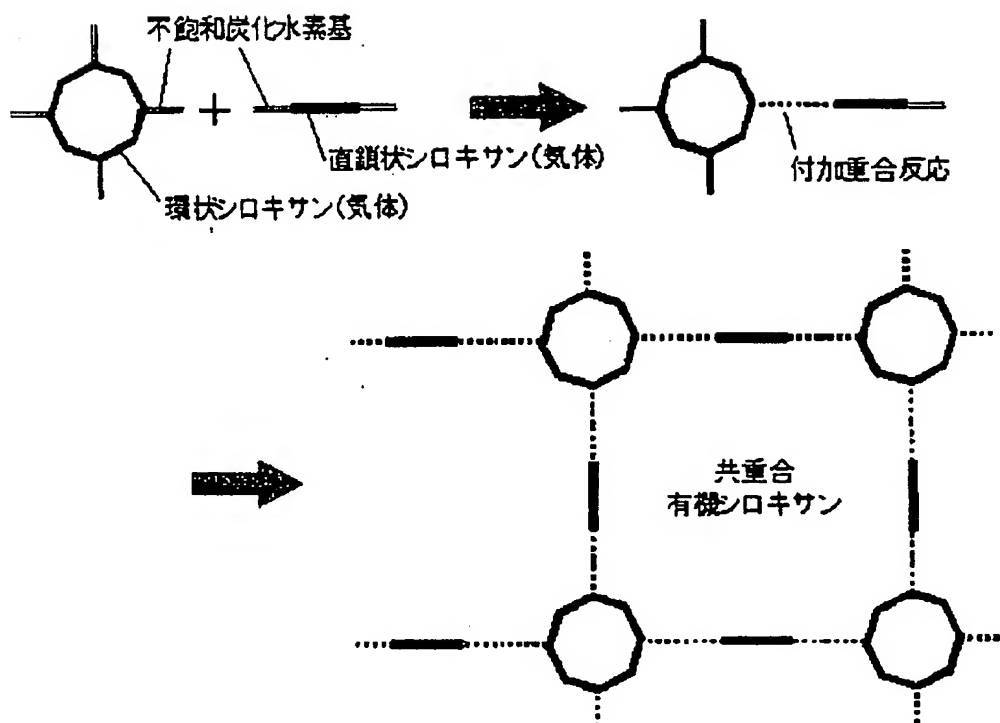 不飽和炭化水素基
+
直鎖状シロキサン(気体)
環状シロキサン(気体)
付加重合反応
共重合
有機シロキサン